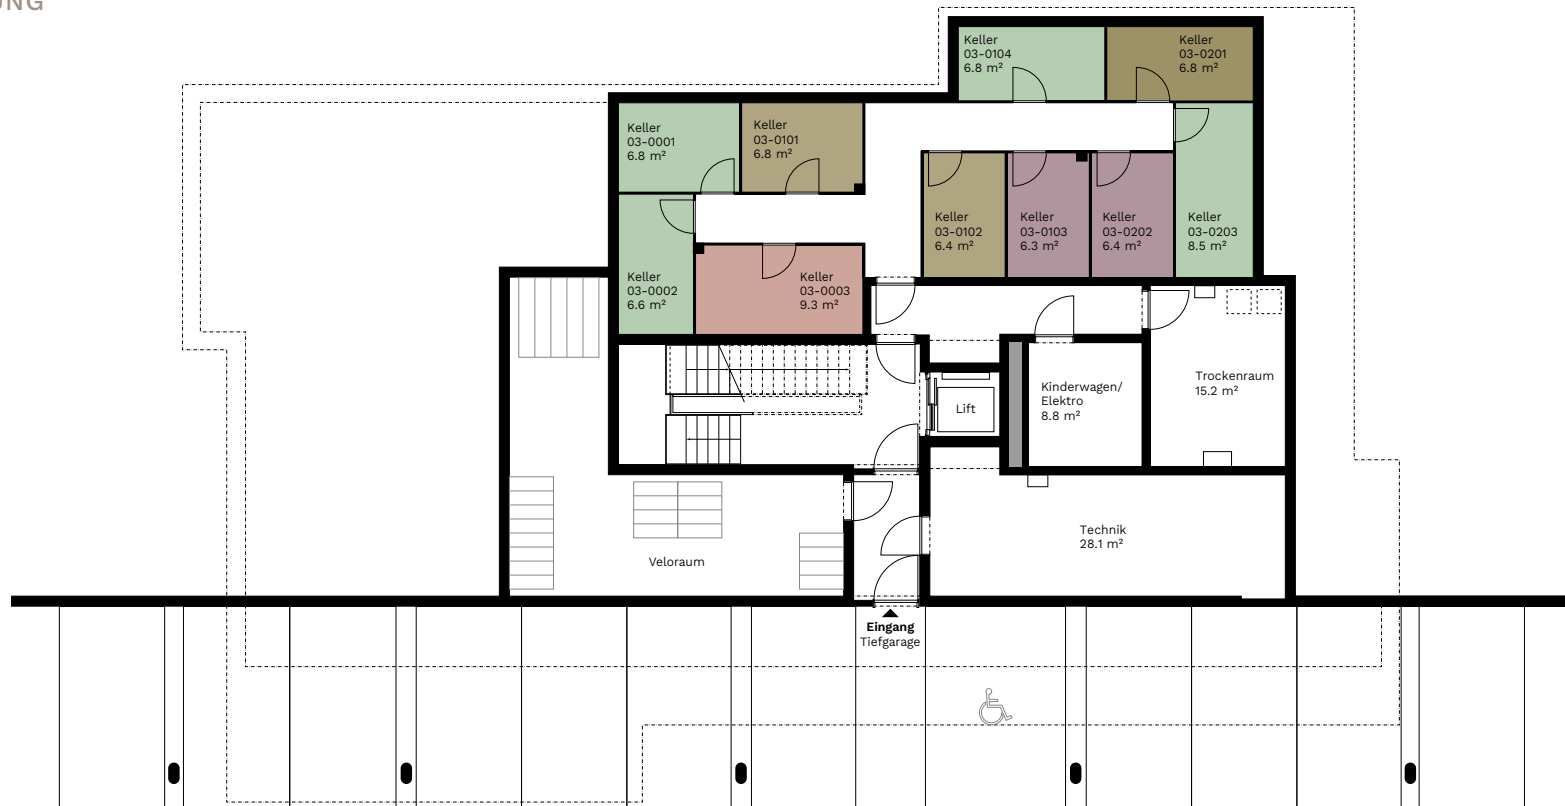 Keller
03-0104
6.8 m²
Keller
03-0201
6.8 m²
Keller
03-0001
6.8 m²
Keller
03-0101
6.8 m²
Keller
03-0102
6.4 m²
Keller
03-0103
6.3 m²
Keller
03-0202
6.4 m²
Keller
03-0203
8.5 m²
Keller
03-0002
6.6 m²
Keller
03-0003
9.3 m²
Trockenraum
15.2 m²
Kinderwagen/
Elektro
8.8 m²
Lift
Technik
28.1 m²
Veloraum
Eingang
Tiefgarage